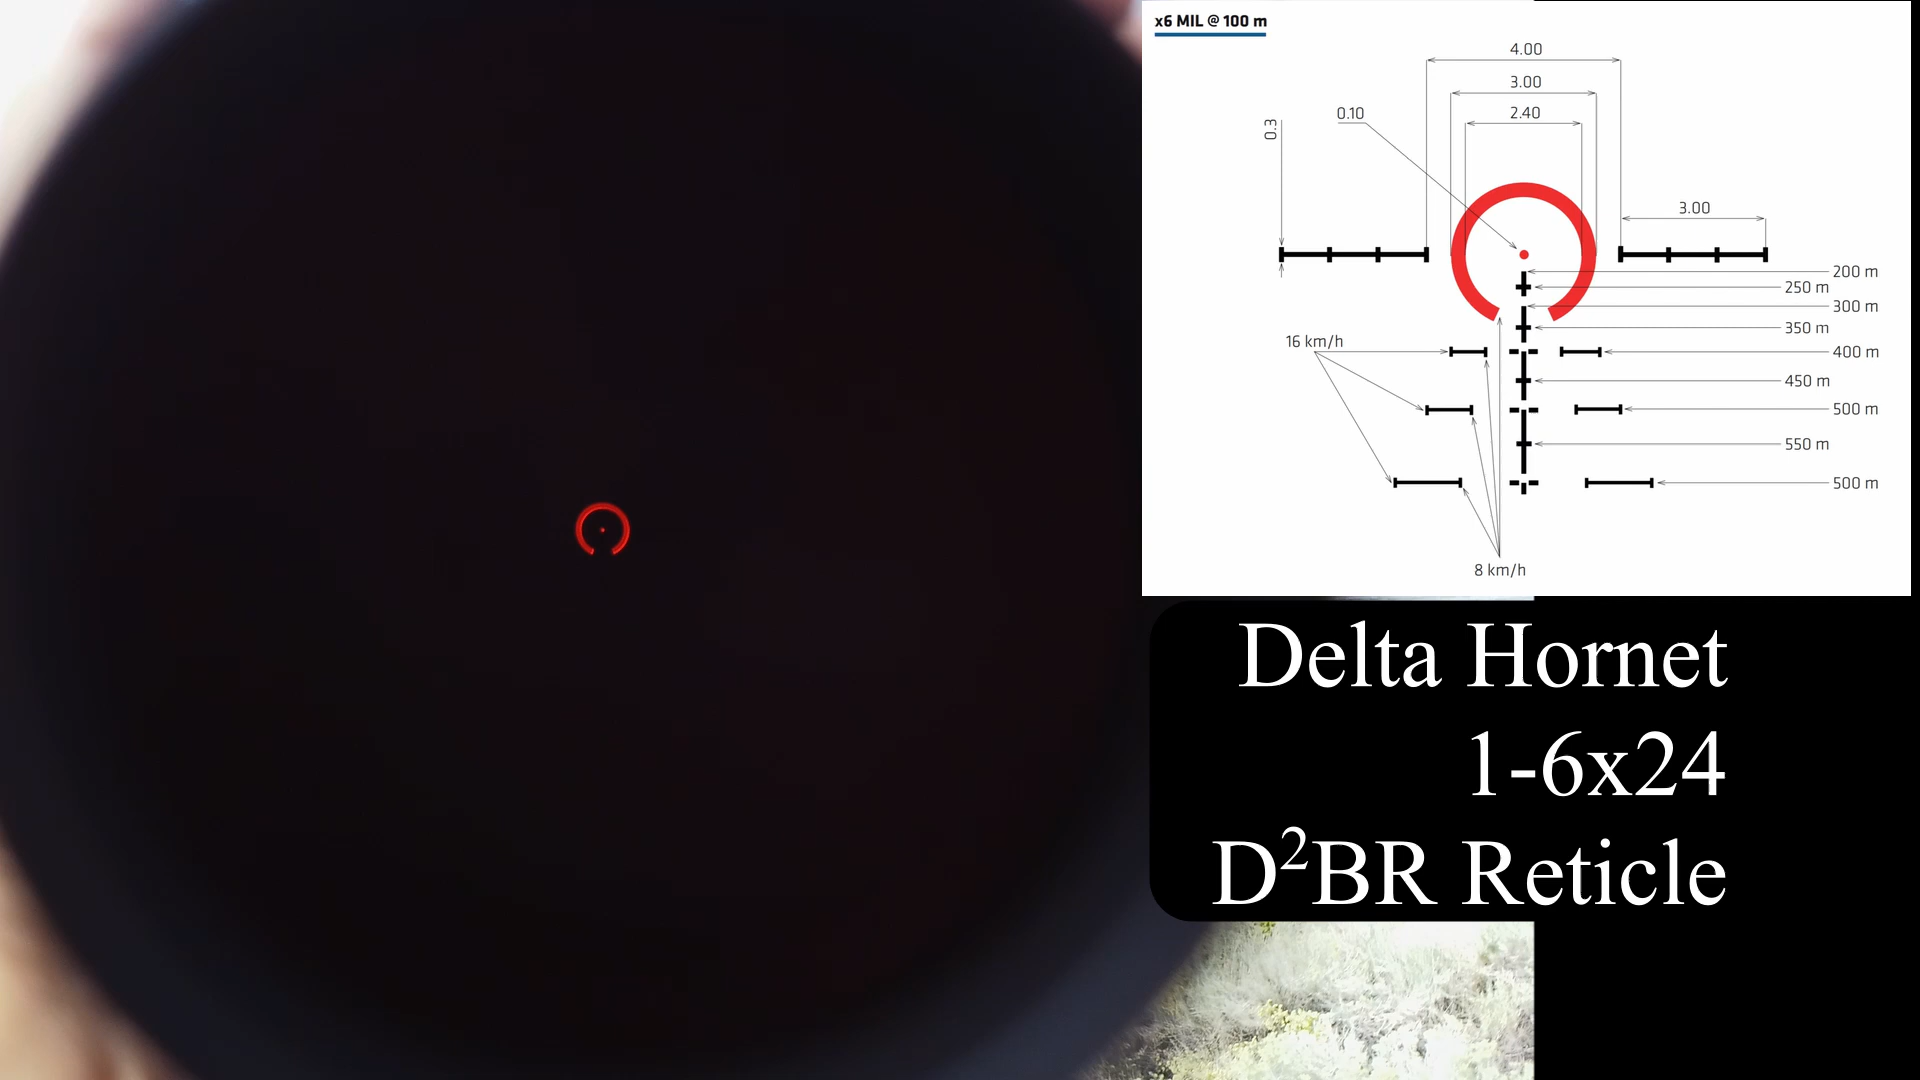 x6 MIL @ 100 m
4.00
3.00
2.40
0.10
0.3
3.00
200 m
250 m
300 m
350 m
16 km/h
400 m
450 m
500 m
550 m
500 m
8 km/h
Delta Hornet
1-6x24
D²BR Reticle